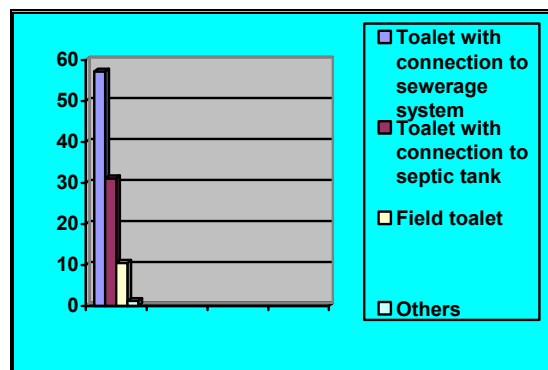 60
50
40
30
20
10
0
Toalet with
connection to
sewerage
system
Toalet with
connection to
septic tank
Field toalet
Others